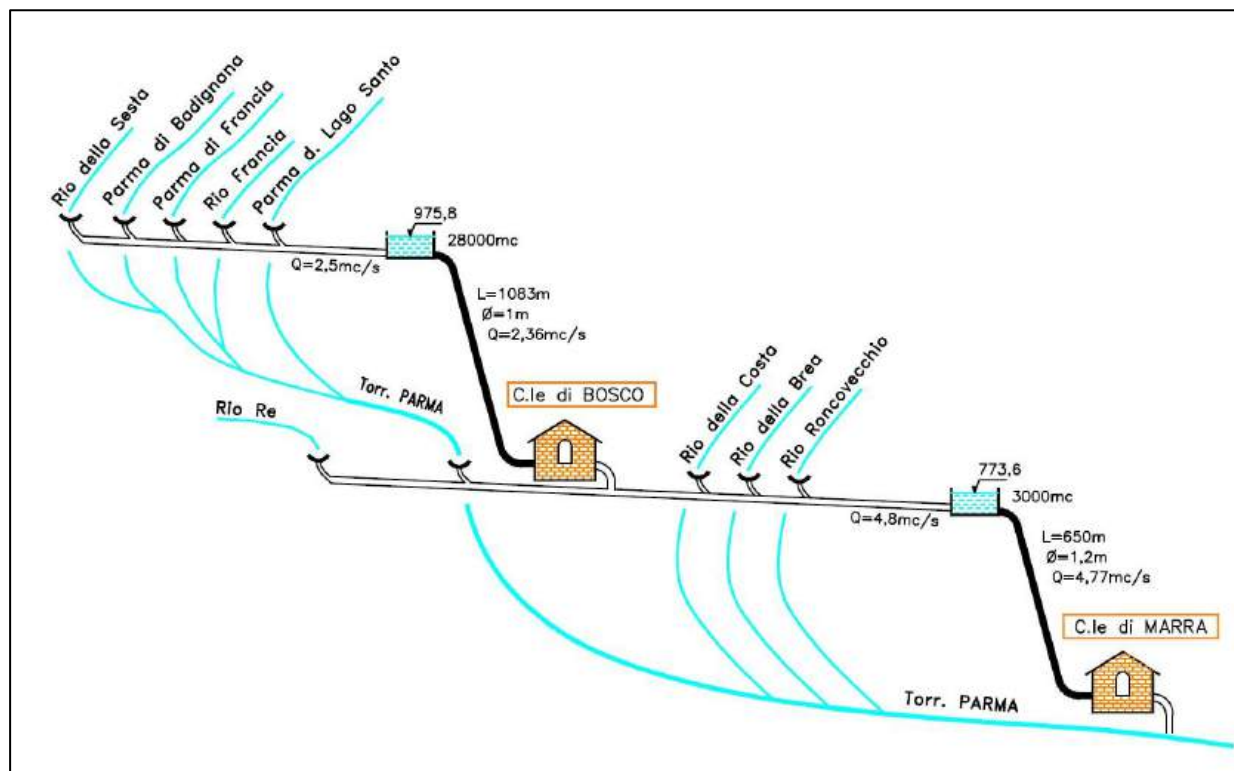 Rio della Sesta
Parma di Badignana
Parma di Francia
Rio Francia
Parma d. Lago Santo
975,8
28000mc
Q=2,5mc/s
L=1083m
Ø=1m
Q=2,36mc/s
Torr. PARMA
Rio Re
C.le di BOSCO
Rio della Costa
Rio della Brea
Rio Roncovecchio
773,6
3000mc
Q=4,8mc/s
L=650m
Ø=1,2m
Q=4,77mc/s
C.le di MARRA
Torr. PARMA